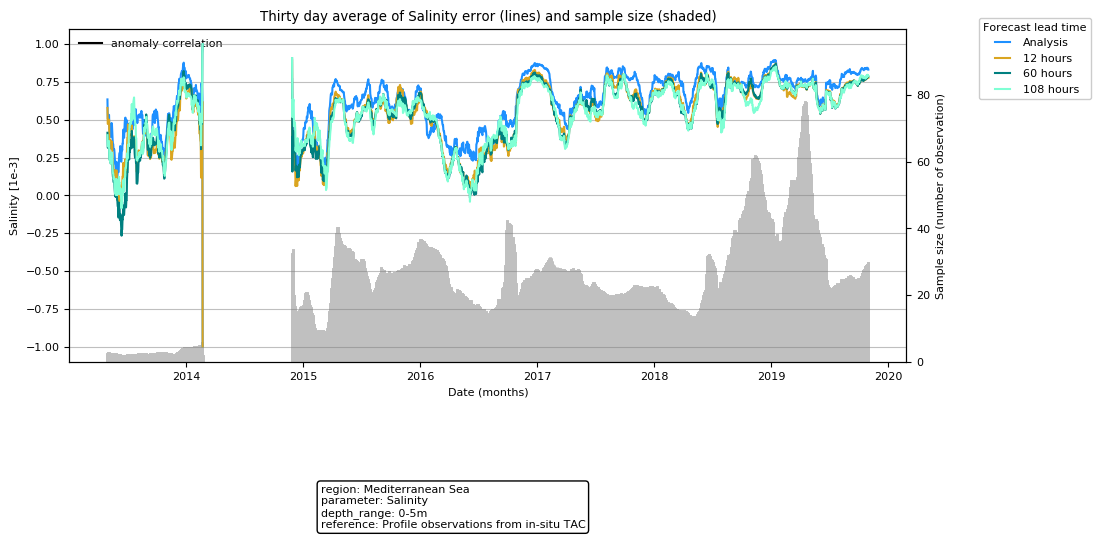 Thirty day average of Salinity error (lines) and sample size (shaded)
anomaly correlation
Forecast lead time
Analysis
12 hours
60 hours
108 hours
1.00
0.75
0.50
0.25
0.00
−0.25
−0.50
−0.75
−1.00
Salinity [1e-3]
80
60
40
20
0
Sample size (number of observation)
2014 2015 2016 2017 2018 2019 2020
Date (months)
region: Mediterranean Sea
parameter: Salinity
depth_range: 0-5m
reference: Profile observations from in-situ TAC